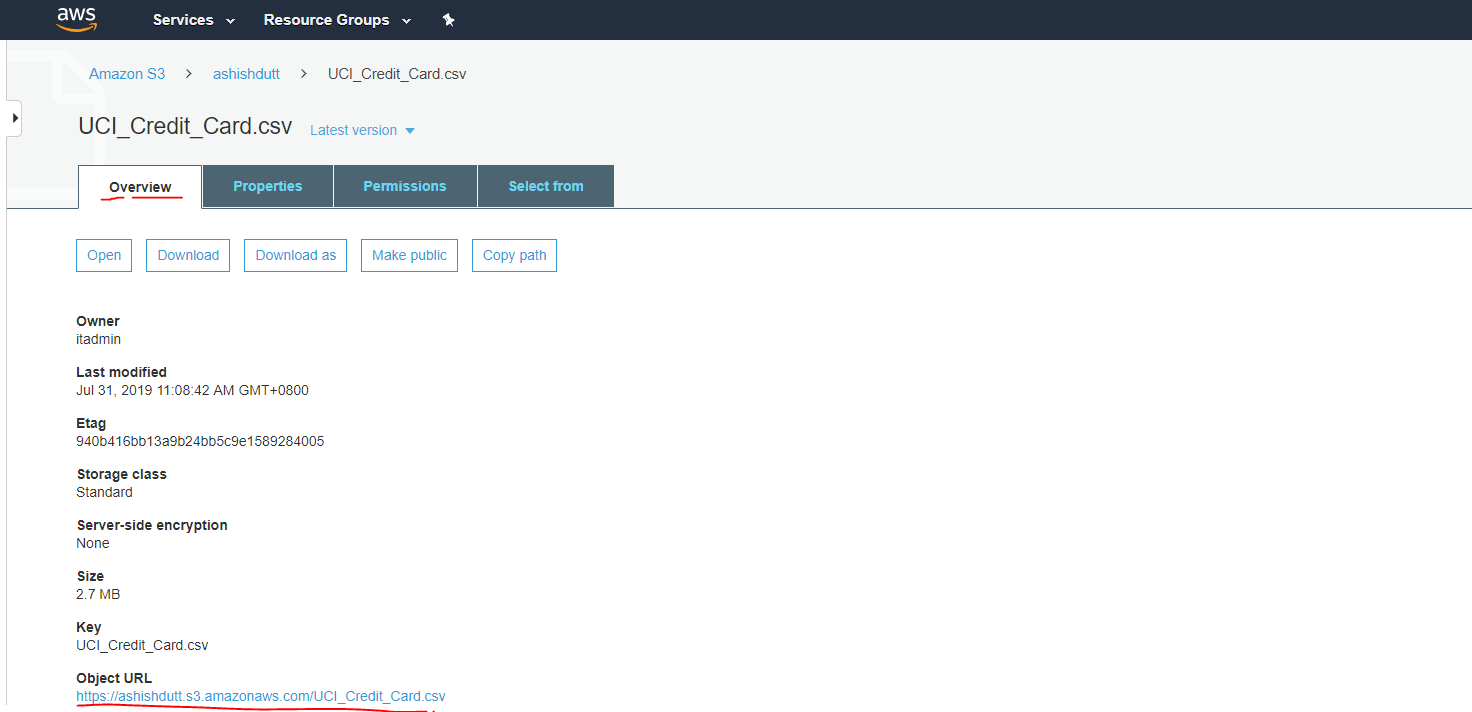 aws Services Resource Groups
Amazon S3 > ashishdutt > UCI_Credit_Card.csv
UCI_Credit_Card.csv Latest version
Overview Properties Permissions Select from
Open Download Download as Make public Copy path
Owner
itadmin
Last modified
Jul 31, 2019 11:08:42 AM GMT+0800
Etag
940b416bb13a9b24bb5c9e1589284005
Storage class
Standard
Server-side encryption
None
Size
2.7 MB
Key
UCI_Credit_Card.csv
Object URL
https://ashishdutt.s3.amazonaws.com/UCI_Credit_Card.csv